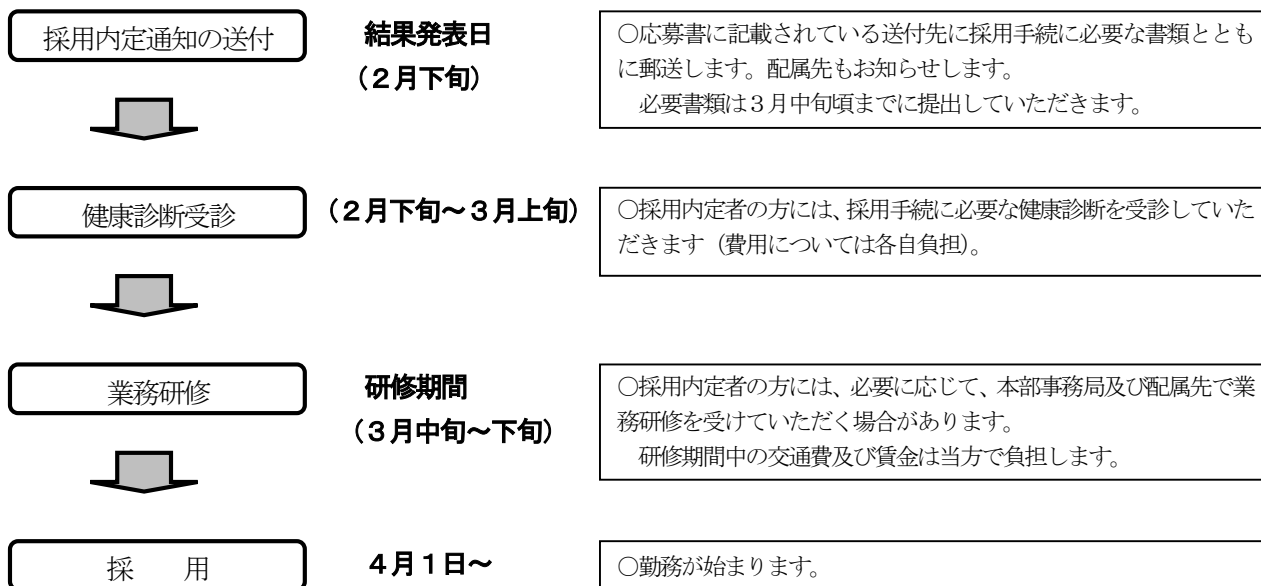 採用内定通知の送付
結果発表日
（２月下旬）
○応募書に記載されている送付先に採用手続に必要な書類ととも
に郵送します。配属先もお知らせします。
必要書類は３月中旬頃までに提出していただきます。
健康診断受診
（２月下旬～３月上旬）
○採用内定者の方には、採用手続に必要な健康診断を受診していた
だきます（費用については各自負担）。
業務研修
研修期間
（３月中旬～下旬）
○採用内定者の方には、必要に応じて、本部事務局及び配属先で業
務研修を受けていただく場合があります。
研修期間中の交通費及び賃金は当方で負担します。
採　　用
４月１日～
○勤務が始まります。